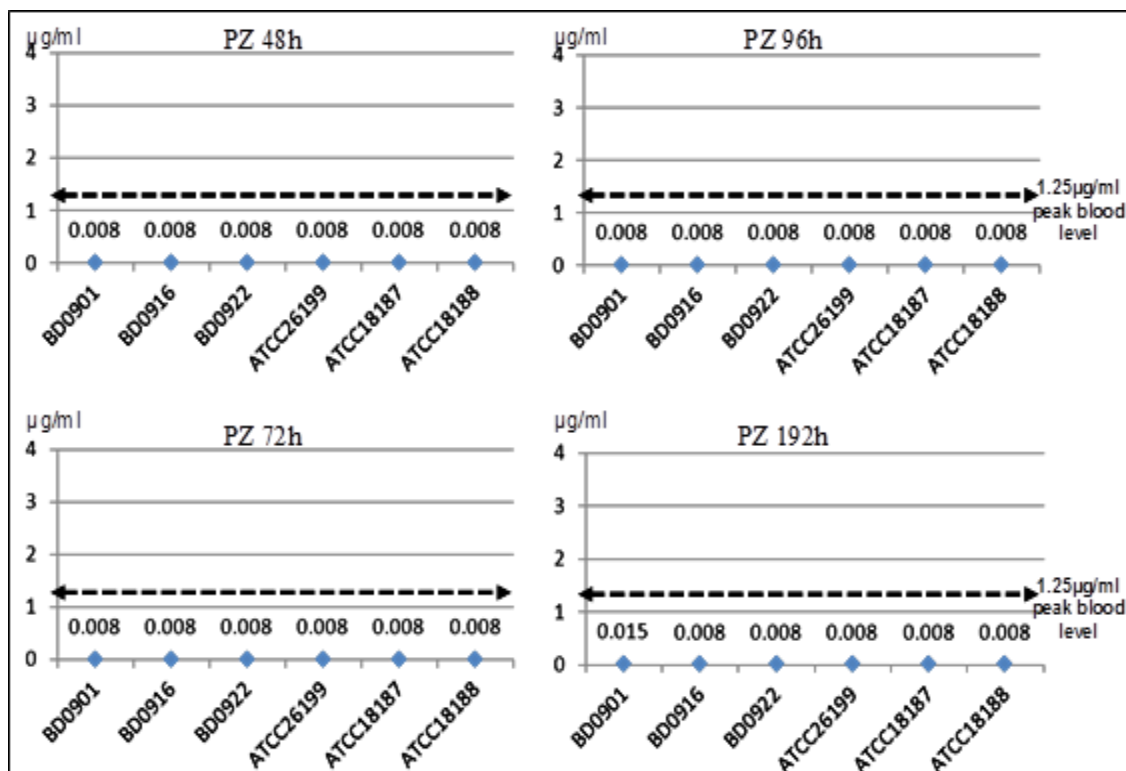 µg/ml
PZ 48h
4
3
2
1
0
0.008 0.008 0.008 0.008 0.008 0.008
BD0901 BD0916 BD0922 ATCC26199 ATCC18187 ATCC18188
µg/ml
PZ 96h
4
3
2
1
0
1.25µg/ml
peak blood
level
0.008 0.008 0.008 0.008 0.008 0.008
BD0901 BD0916 BD0922 ATCC26199 ATCC18187 ATCC18188
µg/ml
PZ 72h
4
3
2
1
0
0.008 0.008 0.008 0.008 0.008 0.008
BD0901 BD0916 BD0922 ATCC26199 ATCC18187 ATCC18188
µg/ml
PZ 192h
4
3
2
1
0
1.25µg/ml
peak blood
level
0.015 0.008 0.008 0.008 0.008 0.008
BD0901 BD0916 BD0922 ATCC26199 ATCC18187 ATCC18188